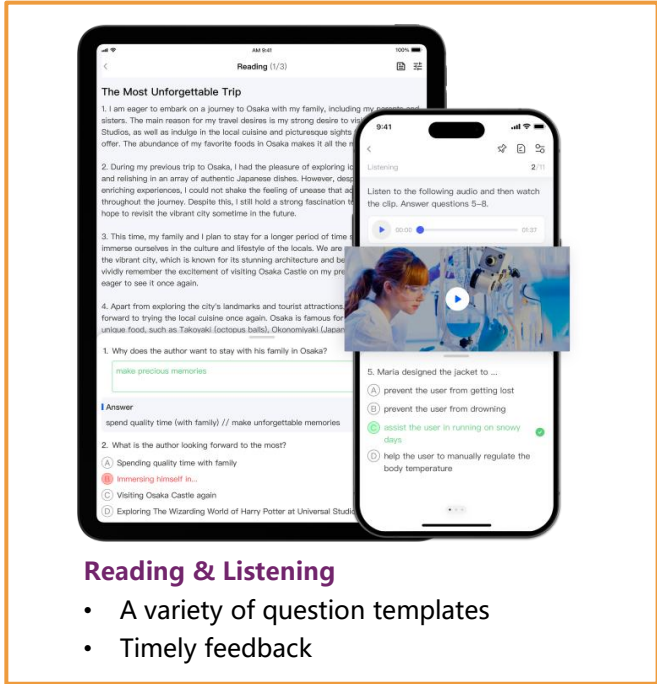 AM 9:41
100%
Reading (1/3)
The Most Unforgettable Trip
1. I am eager to embark on a journey to Osaka with my family, including my parents and
sisters. The main reason for my travel desires is my strong desire to
Studios, as well as indulge in the local cuisine and picturesque sights
offer. The abundance of my favorite foods in Osaka makes it all the
2. During my previous trip to Osaka, I had the pleasure of exploring
and relishing in an array of authentic Japanese dishes. However,
enriching experiences, I could not shake the feeling of unease that
throughout the journey. Despite this, I still hold a strong fascination
hope to revisit the vibrant city sometime in the future.
3. This time, my family and I plan to stay for a longer period of time
immerse ourselves in the culture and lifestyle of the locals. We are
the vibrant city, which is known for its stunning architecture and
vividly remember the excitement of visiting Osaka Castle on my
eager to see it once again.
4. Apart from exploring the city's landmarks and tourist attractions.
forward to trying the local cuisine once again. Osaka is famous for
unique food, such as Takoyaki (octopus balls), Okonomiyaki
1. Why does the author want to stay with his family in Osaka?
make precious memories
Answer
spend quality time (with family) // make unforgettable memories
2. What is the author looking forward to the most?
A Spending quality time with family
B Immersing himself in...
C Visiting Osaka Castle again
D Exploring The Wizarding World of Harry Potter at Universal
9:41
Listening
2/11
Listen to the following audio and then watch
the clip. Answer questions 5–8.
00:00
01:27
5. Maria designed the jacket to ...
A prevent the user from getting lost
B prevent the user from drowning
C assist the user in running on snowy
days
D help the user to manually regulate the
body temperature
Reading & Listening
• A variety of question templates
• Timely feedback